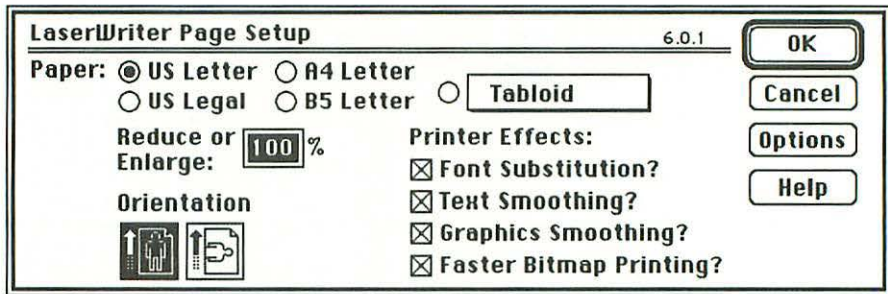 LaserWriter Page Setup 6.0.1 OK
Paper: US Letter A4 Letter
US Legal B5 Letter Tabloid Cancel
Reduce or Enlarge: 100 % Printer Effects: Options
Font Substitution?
Orientation Text Smoothing? Help
Graphics Smoothing?
Faster Bitmap Printing?